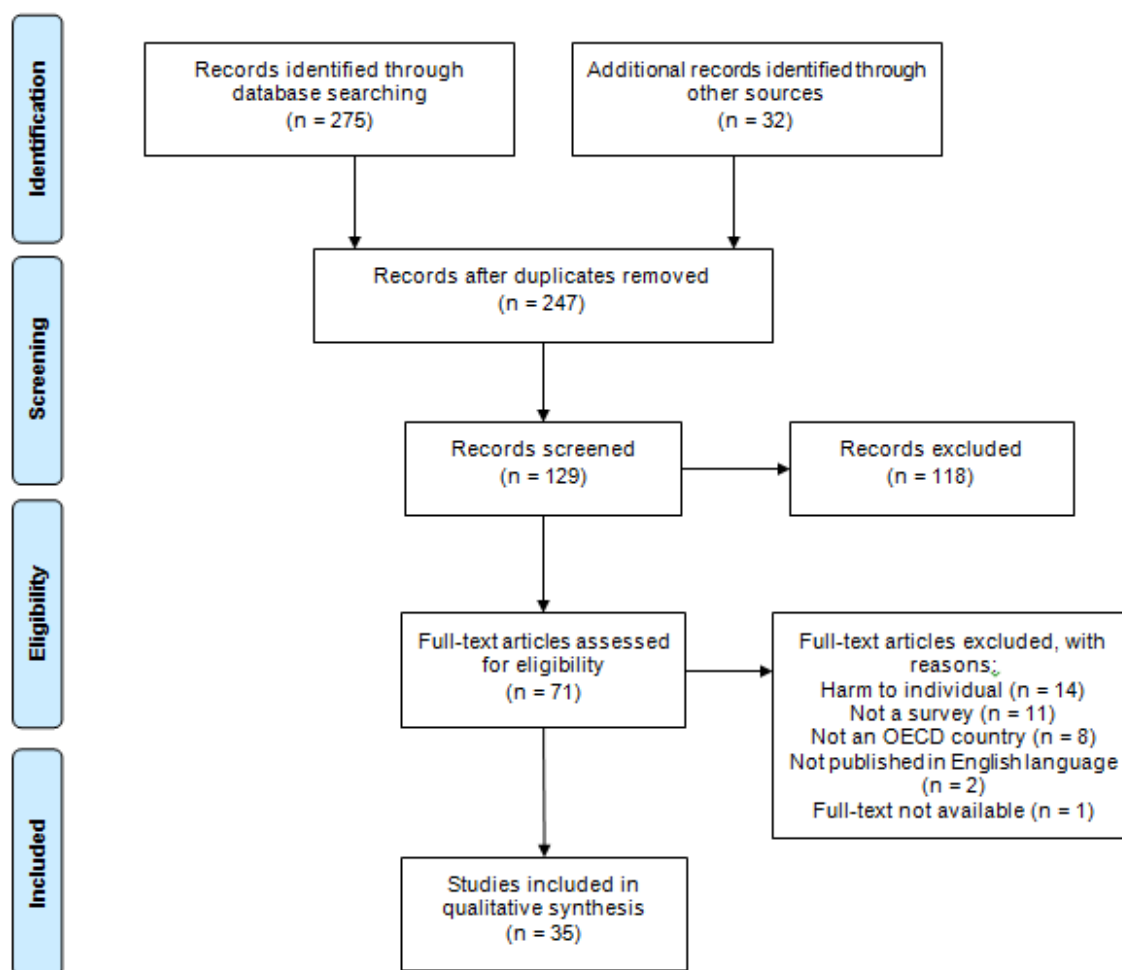 Identification
Records identified through
database searching
(n = 275)
Additional records identified through
other sources
(n = 32)
Screening
Records after duplicates removed
(n = 247)
Records screened
(n = 129)
Records excluded
(n = 118)
Eligibility
Full-text articles assessed
for eligibility
(n = 71)
Full-text articles excluded, with
reasons;
Harm to individual (n = 14)
Not a survey (n = 11)
Not an OECD country (n = 8)
Not published in English language
(n = 2)
Full-text not available (n = 1)
Included
Studies included in
qualitative synthesis
(n = 35)